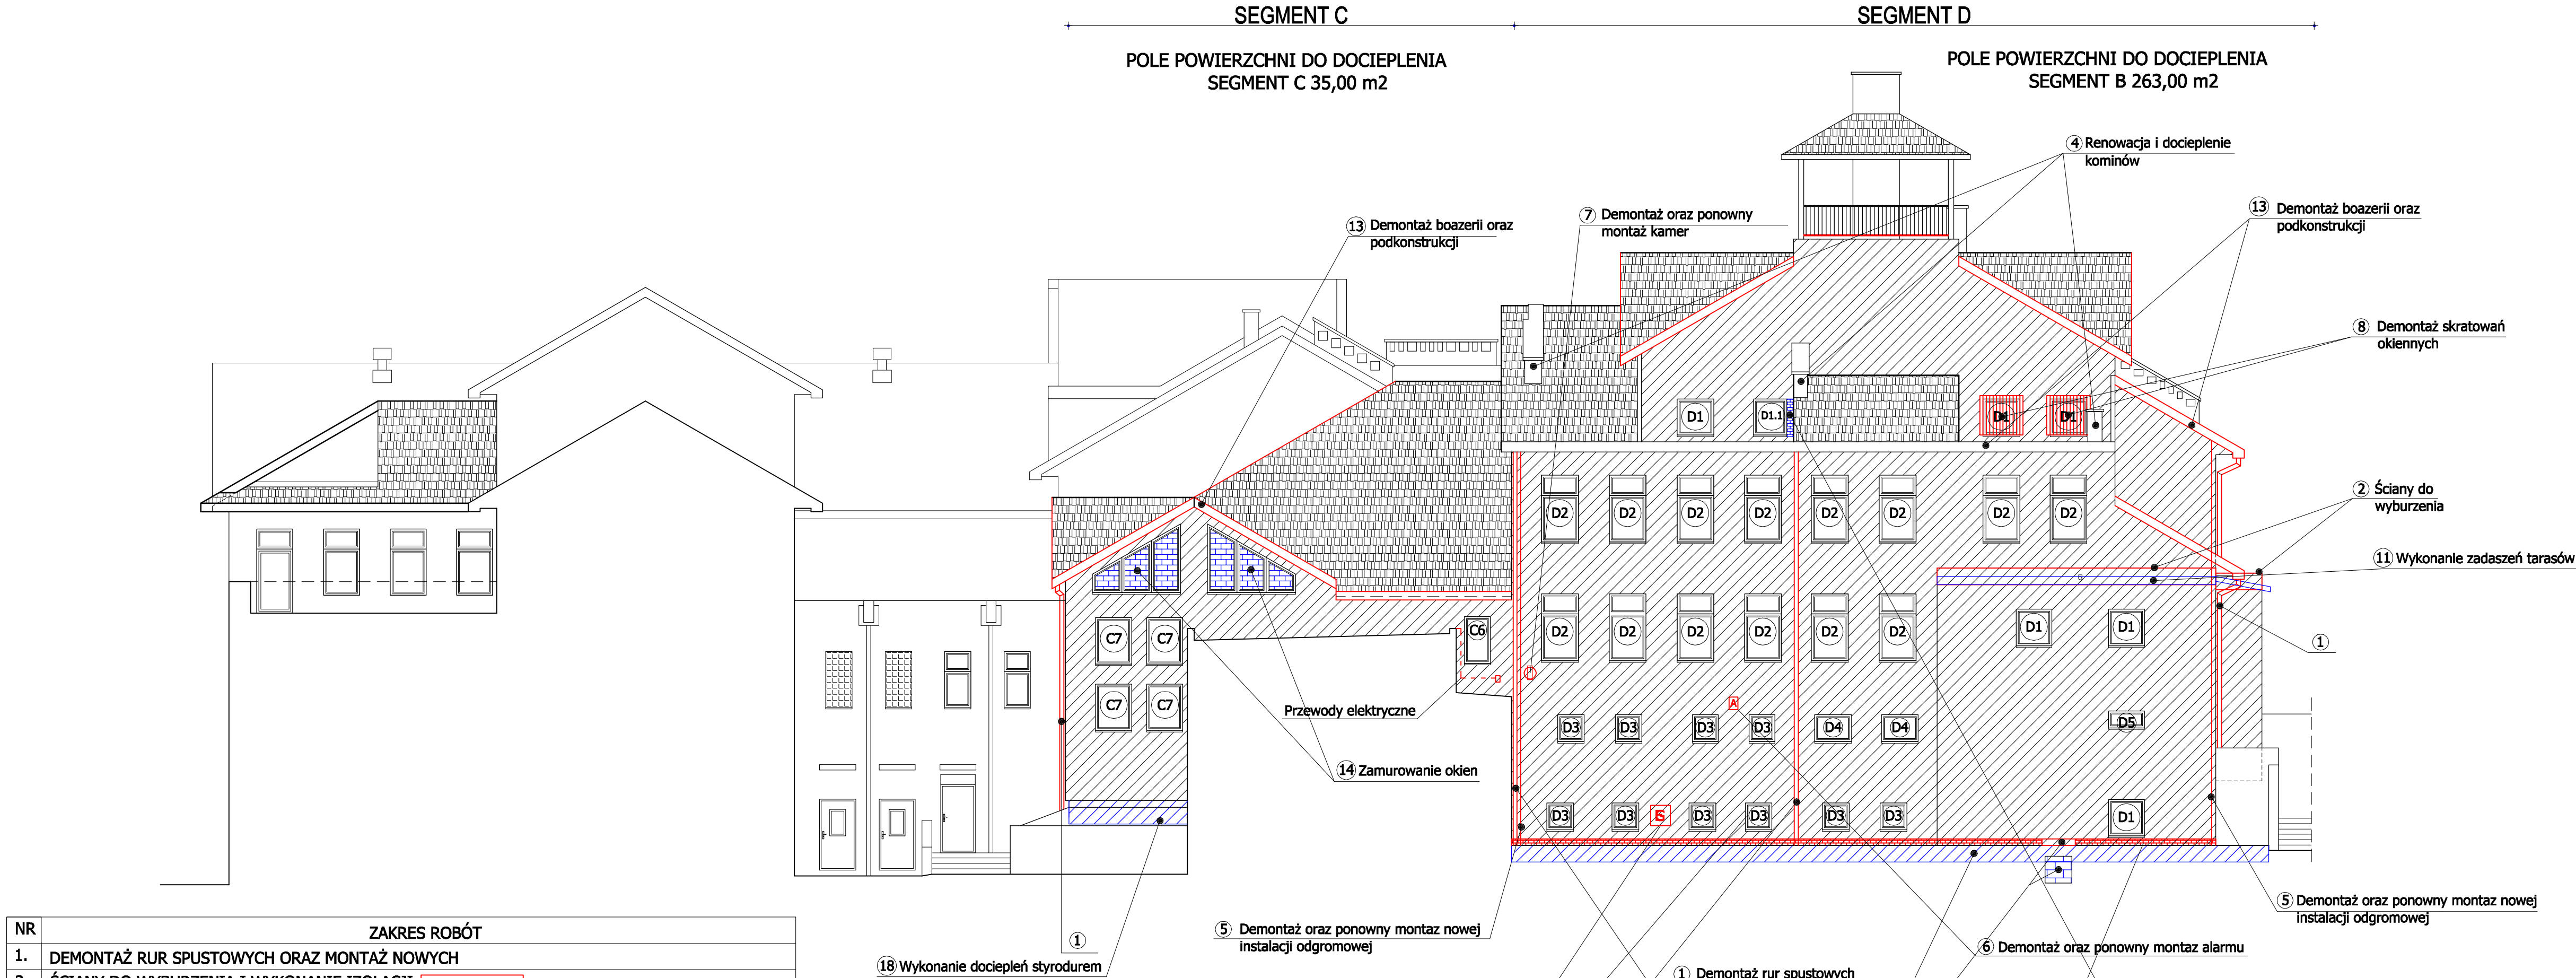 SEGMENT C
SEGMENT D
POLE POWIERZCHNI DO DOCIEPLENIA
SEGMENT C 35,00 m2
POLE POWIERZCHNI DO DOCIEPLENIA
SEGMENT B 263,00 m2
4 Renowacja i docieplenie
kominów
13 Demontaż boazerii oraz
podkonstrukcji
7 Demontaż oraz ponowny
montaż kamer
13 Demontaż boazerii oraz
podkonstrukcji
8 Demontaż skratowań
okiennych
D1
D1.1
D1
D1
2 Ściany do
wyburzenia
D2 D2 D2 D2 D2 D2 D2 D2
11 Wykonanie zadaszeń tarasów
C7 C7
C6
D2 D2 D2 D2 D2 D2
D1 D1
1
C7 C7
Przewody elektryczne
A
D3 D3 D3 D3 D4 D4
D5
14 Zamurowanie okien
D3 D3
D3 D3 D3 D3
D1
5 Demontaż oraz ponowny montaz nowej
instalacji odgromowej
5 Demontaż oraz ponowny montaz nowej
instalacji odgromowej
1
6 Demontaż oraz ponowny montaz alarmu
18 Wykonanie dociepleń styrodurem
1 Demontaż rur spustowych
NR ZAKRES ROBÓT
1. DEMONTAŻ RUR SPUSTOWYCH ORAZ MONTAŻ NOWYCH